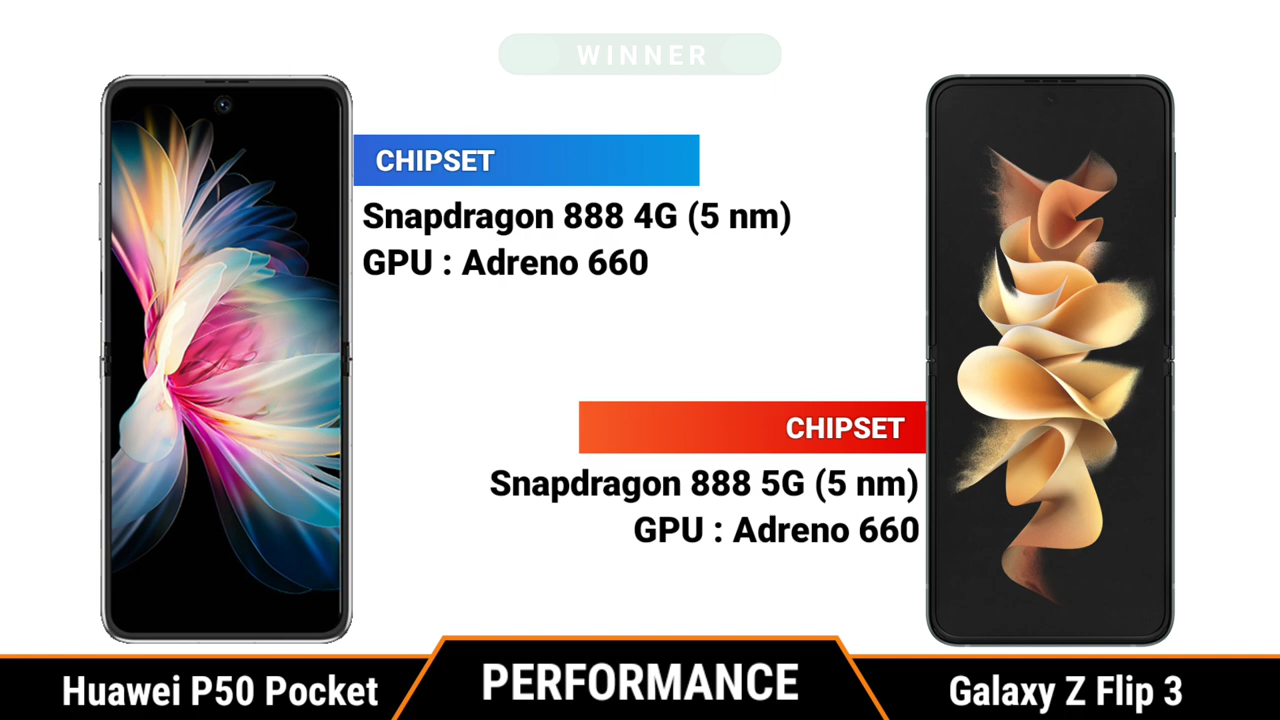 WINNER
CHIPSET
Snapdragon 888 4G (5 nm)
GPU : Adreno 660
CHIPSET
Snapdragon 888 5G (5 nm)
GPU : Adreno 660
Huawei P50 Pocket
PERFORMANCE
Galaxy Z Flip 3